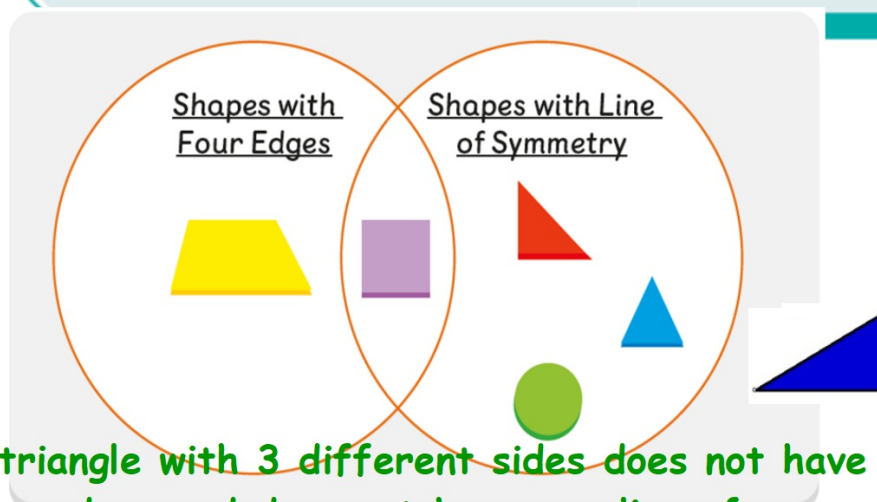 Shapes with
Four Edges
Shapes with Line
of Symmetry
triangle with 3 different sides does not have